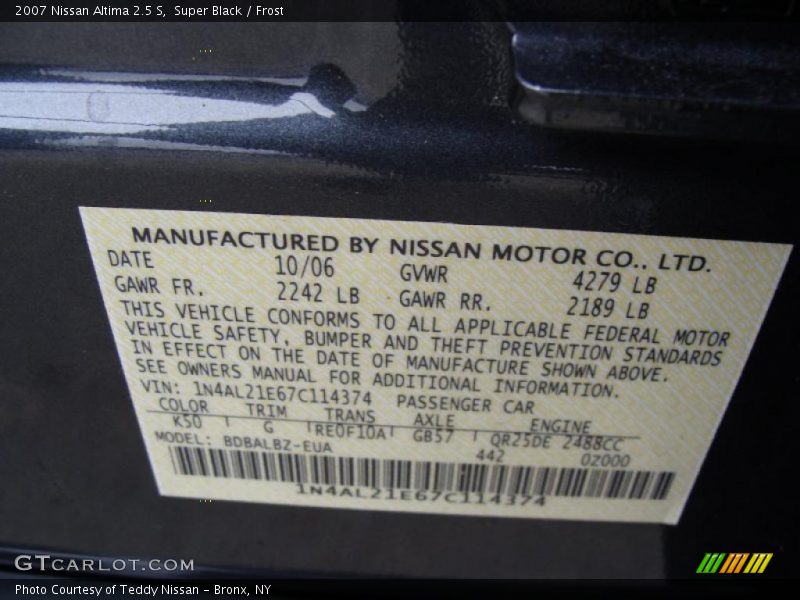 2007 Nissan Altima 2.5 S, Super Black / Frost
MANUFACTURED BY NISSAN MOTOR CO., LTD.
DATE 10/06 GVWR 4279 LB
GAWR FR. 2242 LB GAWR RR. 2189 LB
THIS VEHICLE CONFORMS TO ALL APPLICABLE FEDERAL MOTOR
VEHICLE SAFETY, BUMPER AND THEFT PREVENTION STANDARDS
IN EFFECT ON THE DATE OF MANUFACTURE SHOWN ABOVE.
SEE OWNERS MANUAL FOR ADDITIONAL INFORMATION.
VIN: 1N4AL21E67C114374 PASSENGER CAR
COLOR TRIM TRANS AXLE ENGINE
K50 G RE0F10A GB57 QR25DE 2488CC
MODEL: BDBALBZ-EUA 442 0Z000
1N4AL21E67C114374
GTCARLOT.COM
Photo Courtesy of Teddy Nissan - Bronx, NY